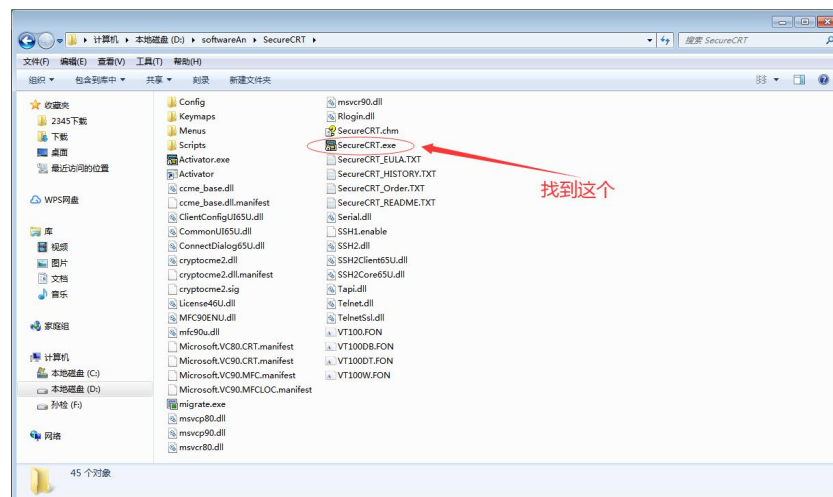 计算机 ▸ 本地磁盘 (D:) ▸ softwareAn ▸ SecureCRT ▸
搜索 SecureCRT
文件(F) 编辑(E) 查看(V) 工具(T) 帮助(H)
组织 包含到库中 共享 刻录 新建文件夹
收藏夹
2345下载
下载
桌面
最近访问的位置
WPS网盘
库
视频
图片
文档
音乐
家庭组
计算机
本地磁盘 (C:)
本地磁盘 (D:)
孙检 (F:)
网络
Config
Keymaps
Menus
Scripts
Activator.exe
Activator
ccme_base.dll
ccme_base.dll.manifest
ClientConfigUI65U.dll
CommonUI65U.dll
ConnectDialog65U.dll
cryptocme2.dll
cryptocme2.dll.manifest
cryptocme2.sig
License46U.dll
MFC90ENU.dll
mfc90u.dll
Microsoft.VC80.CRT.manifest
Microsoft.VC90.CRT.manifest
Microsoft.VC90.MFC.manifest
Microsoft.VC90.MFCLOC.manifest
migrate.exe
msvcp80.dll
msvcp90.dll
msvcr80.dll
msvcr90.dll
Rlogin.dll
SecureCRT.chm
SecureCRT.exe
SecureCRT_EULA.TXT
SecureCRT_HISTORY.TXT
SecureCRT_Order.TXT
SecureCRT_README.TXT
Serial.dll
SSH1.enable
SSH2.dll
SSH2Client65U.dll
SSH2Core65U.dll
Tapi.dll
Telnet.dll
TelnetSsl.dll
VT100.FON
VT100DB.FON
VT100DT.FON
VT100W.FON
找到这个
45 个对象